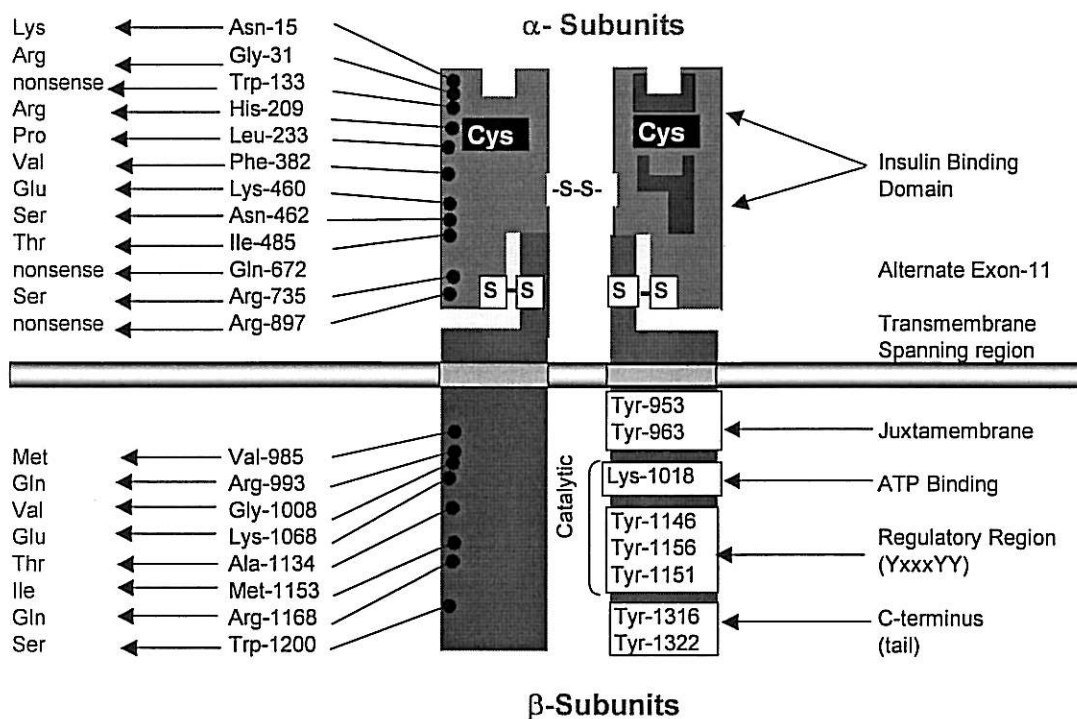 α- Subunits
Lys Asn-15
Arg Gly-31
nonsense Trp-133
Arg His-209
Pro Leu-233
Val Phe-382
Glu Lys-460
Ser Asn-462
Thr Ile-485
nonsense Gln-672
Ser Arg-735
nonsense Arg-897
Cys
Cys
-S-S-
S-S
S-S
Insulin Binding
Domain
Alternate Exon-11
Transmembrane
Spanning region
Met Val-985
Gln Arg-993
Val Gly-1008
Glu Lys-1068
Thr Ala-1134
Ile Met-1153
Gln Arg-1168
Ser Trp-1200
Catalytic
Tyr-953
Tyr-963
Juxtamembrane
Lys-1018
ATP Binding
Tyr-1146
Tyr-1156
Tyr-1151
Regulatory Region
(YxxxYY)
Tyr-1316
Tyr-1322
C-terminus
(tail)
β-Subunits